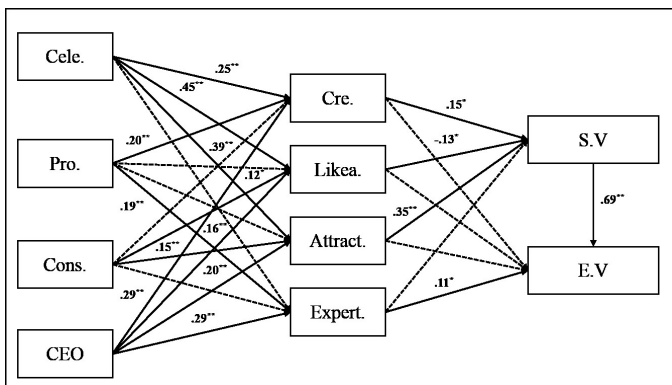 Cele.
Pro.
Cons.
CEO
.25**
.45**
.20**
.39**
.12*
.19**
.16**
.15**
.20**
.29**
.29**
Cre.
Likea.
Attract.
Expert.
.15*
-.13*
.35**
.11*
S.V
.69**
E.V